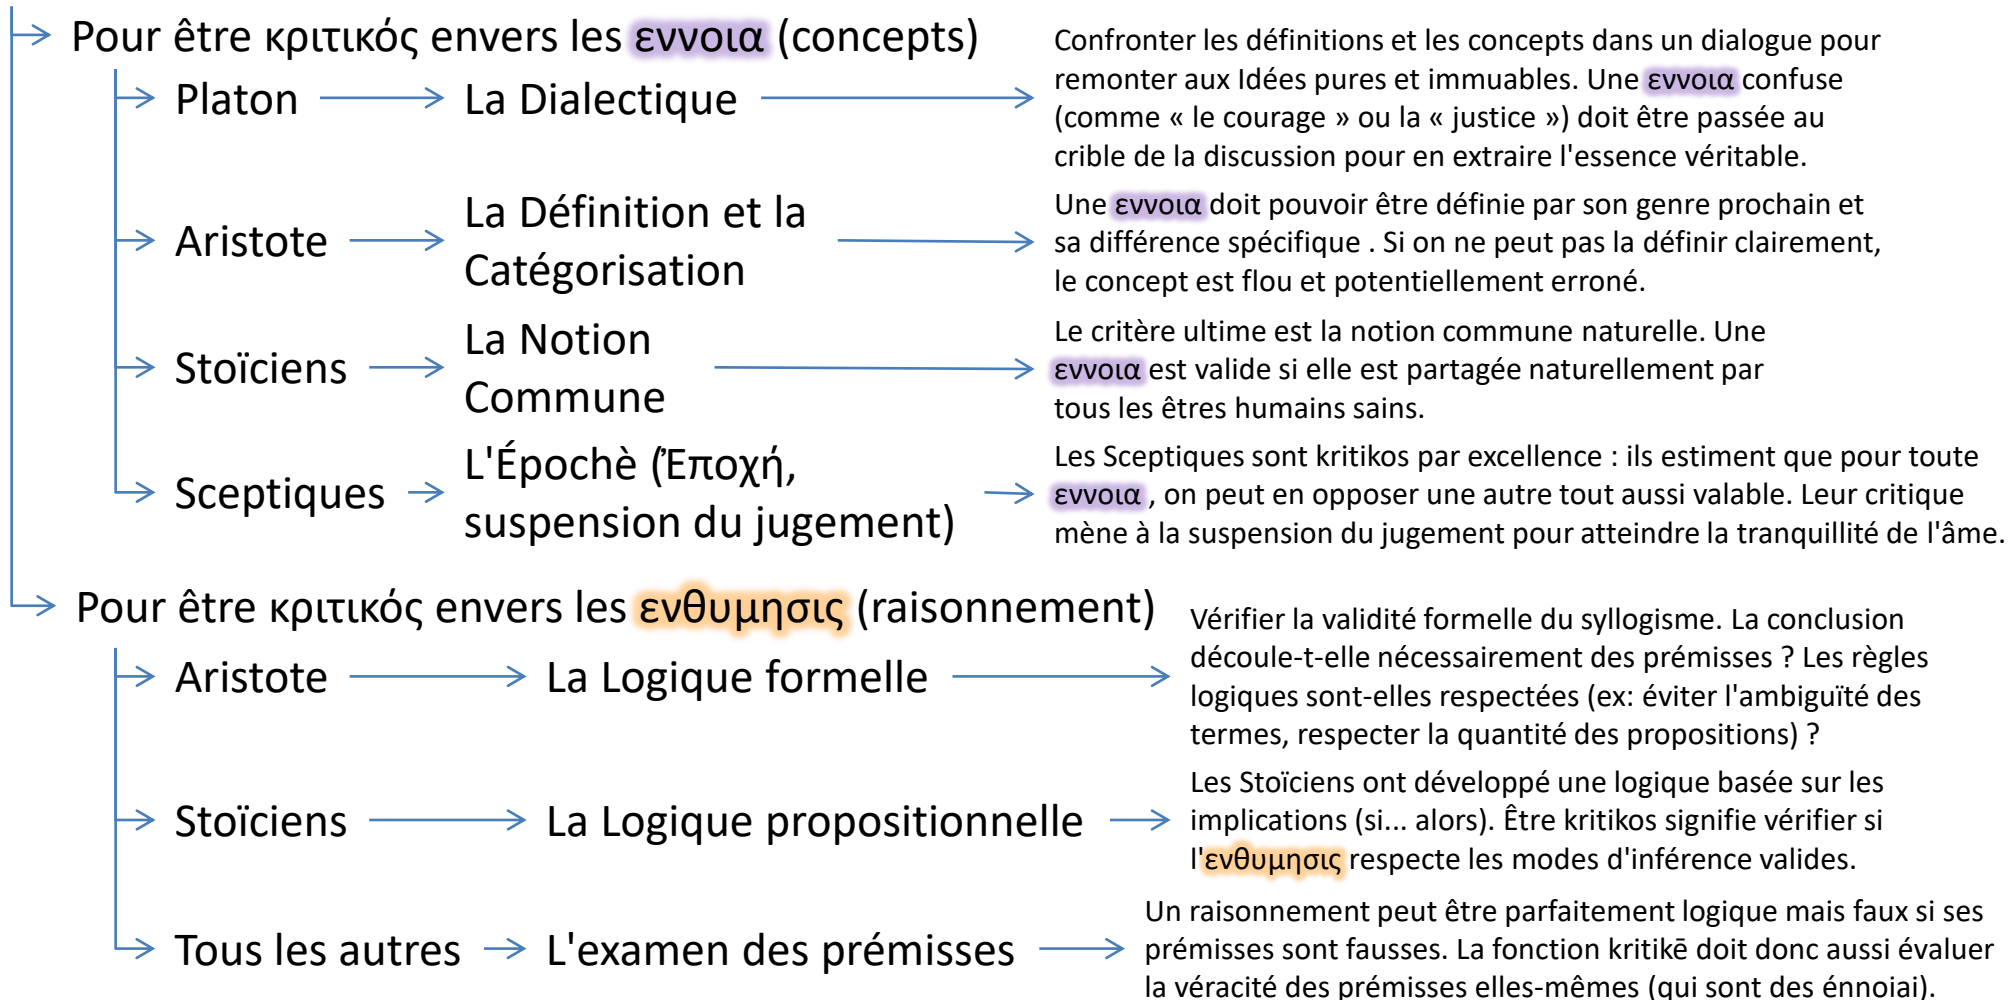 Pour être κριτικός envers les εννοια (concepts)
Platon
La Dialectique
Confronter les définitions et les concepts dans un dialogue pour
remonter aux Idées pures et immuables. Une εννοια confuse
(comme « le courage » ou la « justice ») doit être passée au
crible de la discussion pour en extraire l'essence véritable.
Aristote
La Définition et la
Catégorisation
Une εννοια doit pouvoir être définie par son genre prochain et
sa différence spécifique . Si on ne peut pas la définir clairement,
le concept est flou et potentiellement erroné.
Stoïciens
La Notion
Commune
Le critère ultime est la notion commune naturelle. Une
εννοια est valide si elle est partagée naturellement par
tous les êtres humains sains.
Sceptiques
L'Épochè (Ἐποχή,
suspension du jugement)
Les Sceptiques sont kritikos par excellence : ils estiment que pour toute
εννοια , on peut en opposer une autre tout aussi valable. Leur critique
mène à la suspension du jugement pour atteindre la tranquillité de l'âme.
Pour être κριτικός envers les ενθυμησις (raisonnement)
Aristote
La Logique formelle
Vérifier la validité formelle du syllogisme. La conclusion
découle-t-elle nécessairement des prémisses ? Les règles
logiques sont-elles respectées (ex: éviter l'ambiguïté des
termes, respecter la quantité des propositions) ?
Stoïciens
La Logique propositionnelle
Les Stoïciens ont développé une logique basée sur les
implications (si... alors). Être kritikos signifie vérifier si
l'ενθυμησις respecte les modes d'inférence valides.
Tous les autres
L'examen des prémisses
Un raisonnement peut être parfaitement logique mais faux si ses
prémisses sont fausses. La fonction kritikē doit donc aussi évaluer
la véracité des prémisses elles-mêmes (qui sont des énnoiai).